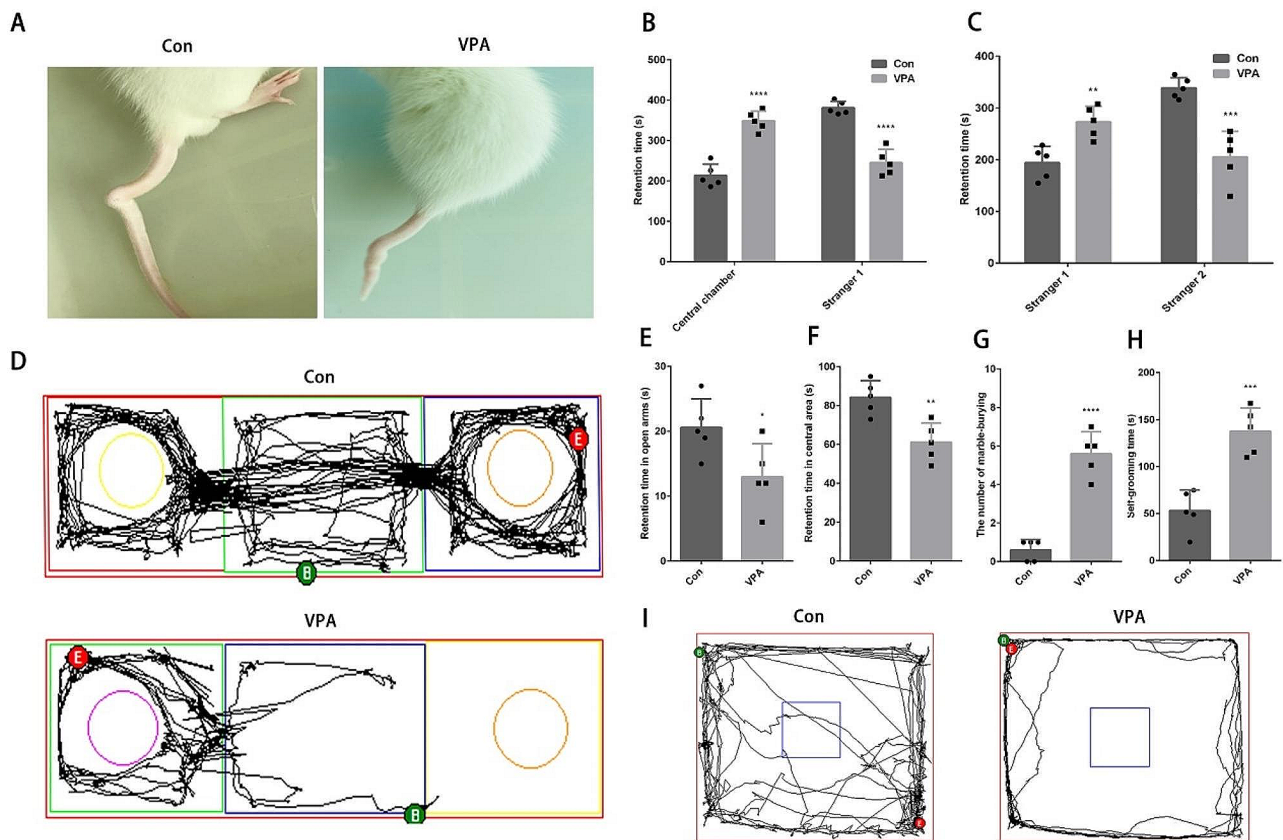 A
Con
VPA
B
Retention time (s)
500
400
300
200
100
0
Con
VPA
****
****
Central chamber
Stranger 1
C
Retention time (s)
400
300
200
100
0
Con
VPA
**
***
Stranger 1
Stranger 2
D
Con
E
B
VPA
E
B
E
Retention time in open arms (s)
30
20
10
0
*
Con
VPA
F
Retention time in central area (s)
100
80
60
40
20
0
**
Con
VPA
G
The number of marble-burying
10
8
6
4
2
0
****
Con
VPA
H
Self-grooming time (s)
200
150
100
50
0
***
Con
VPA
I
Con
B
E
VPA
B
E